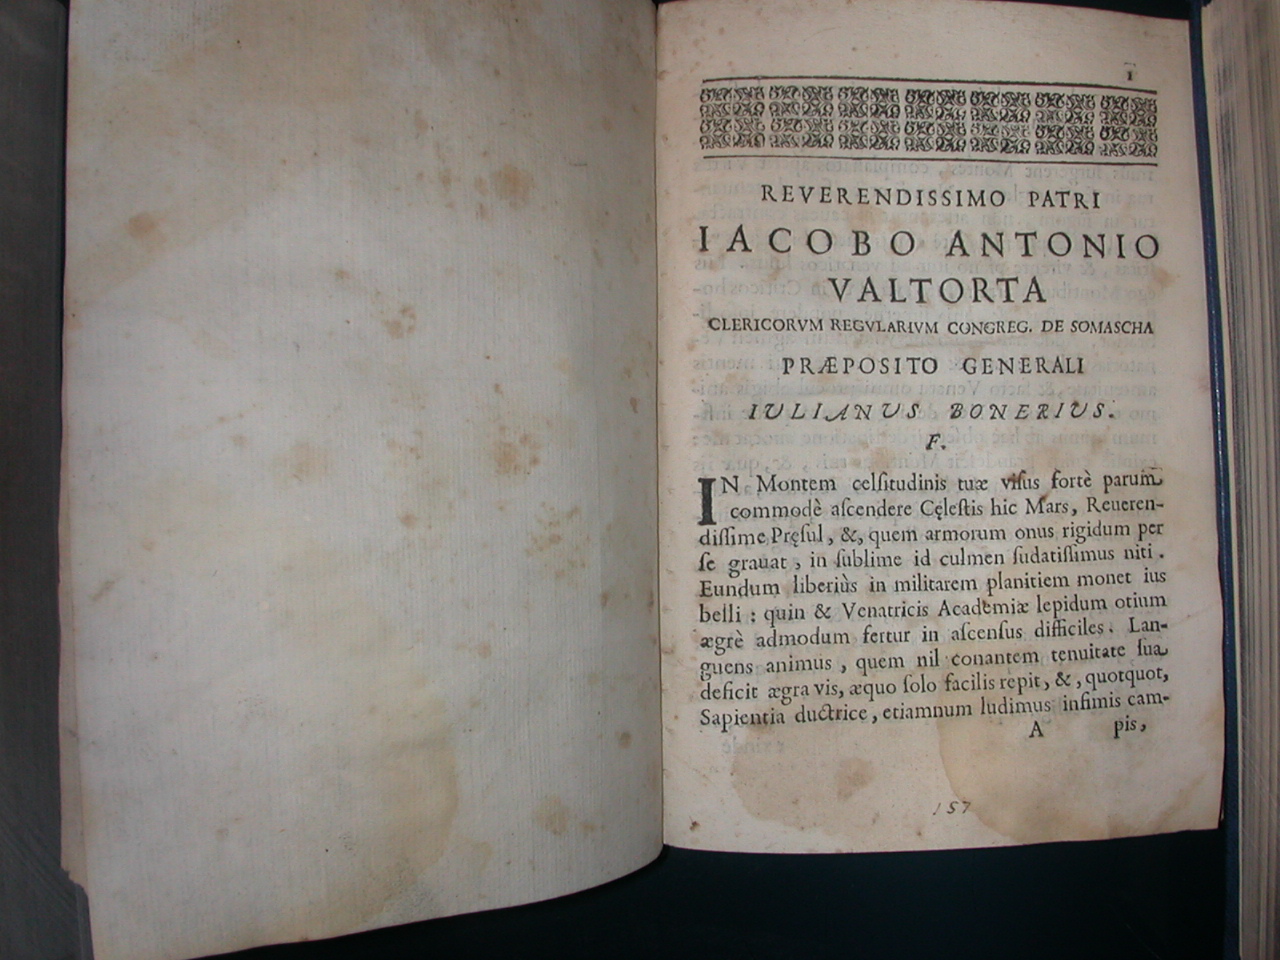 1
REVERENDISSIMO PATRI
IACOBO ANTONIO
VALTORTA
CLERICORVM REGVLARIVM CONGREG. DE SOMASCHA
PRÆPOSITO GENERALI
IULIANUS BONERIUS.
F.
IN Montem celſitudinis tuæ viſus fortè parum
commodè aſcendere Cęleſtis hic Mars, Reueren-
diſſime Pręſul, &, quem armorum onus rigidum per
ſe grauat, in ſublime id culmen ſudatiſſimus niti.
Eundum liberiùs in militarem planitiem monet ius
belli: quin & Venatricis Academiæ lepidum otium
ægrè admodum fertur in aſcenſus difficiles. Lan-
guens animus, quem nil conantem tenuitate ſua
deficit ægra vis, æquo ſolo facilis repit, &, quotquot,
Sapientia ductrice, etiamnum ludimus infimis cam-
A pis,
157